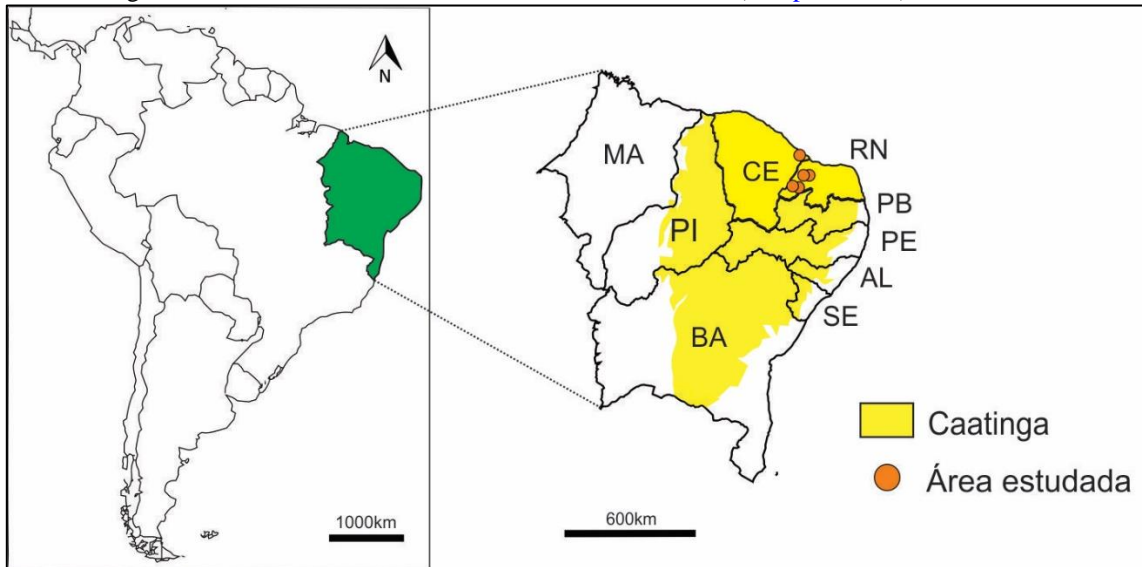 N
1000km
MA
PI
CE
RN
PB
PE
AL
SE
BA
Caatinga
Área estudada
600km